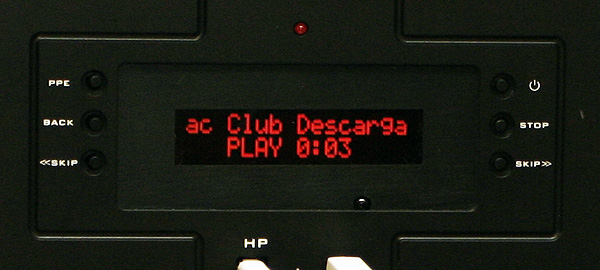 PPE
BACK
<<SKIP
ac Club Descarga
PLAY 0:03
STOP
SKIP>>
HP